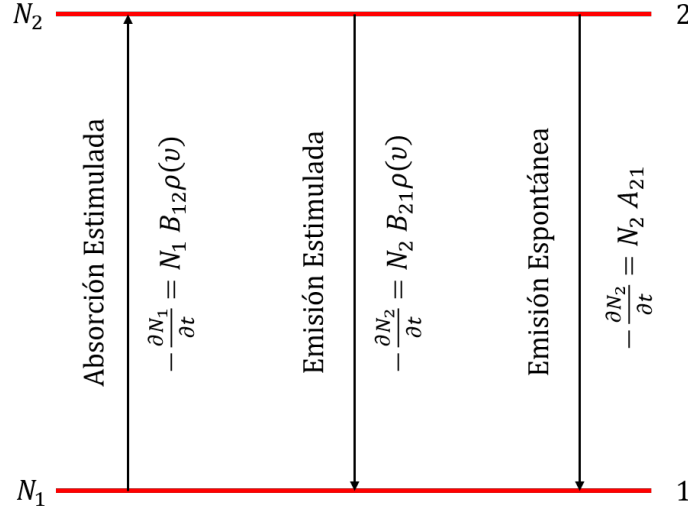 N₂
2
Absorción Estimulada
−∂N₁/∂t = N₁ B₁₂ρ(υ)
Emisión Estimulada
−∂N₂/∂t = N₂ B₂₁ρ(υ)
Emisión Espontánea
−∂N₂/∂t = N₂ A₂₁
N₁
1